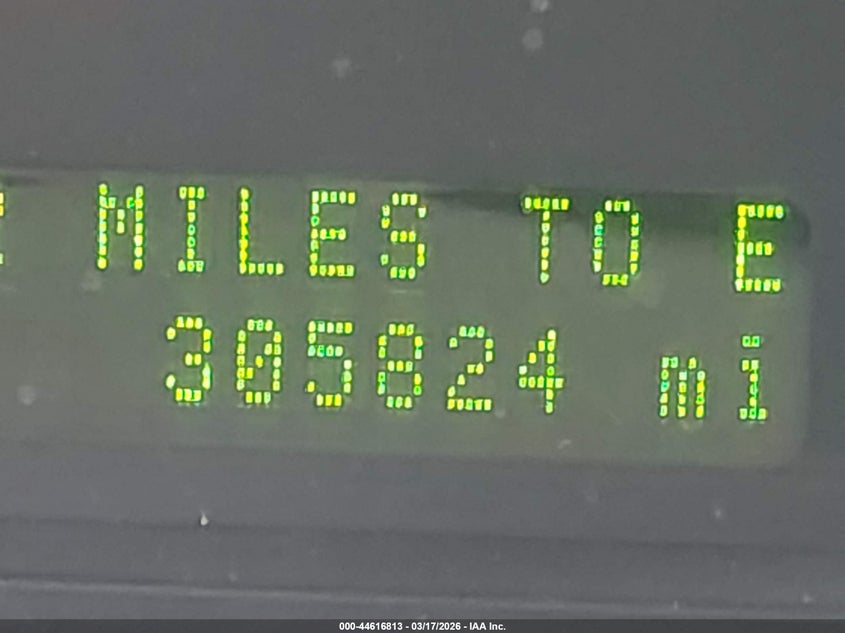 MILES TO E
305824 mi
000-44616813 - 03/17/2026 - IAA Inc.